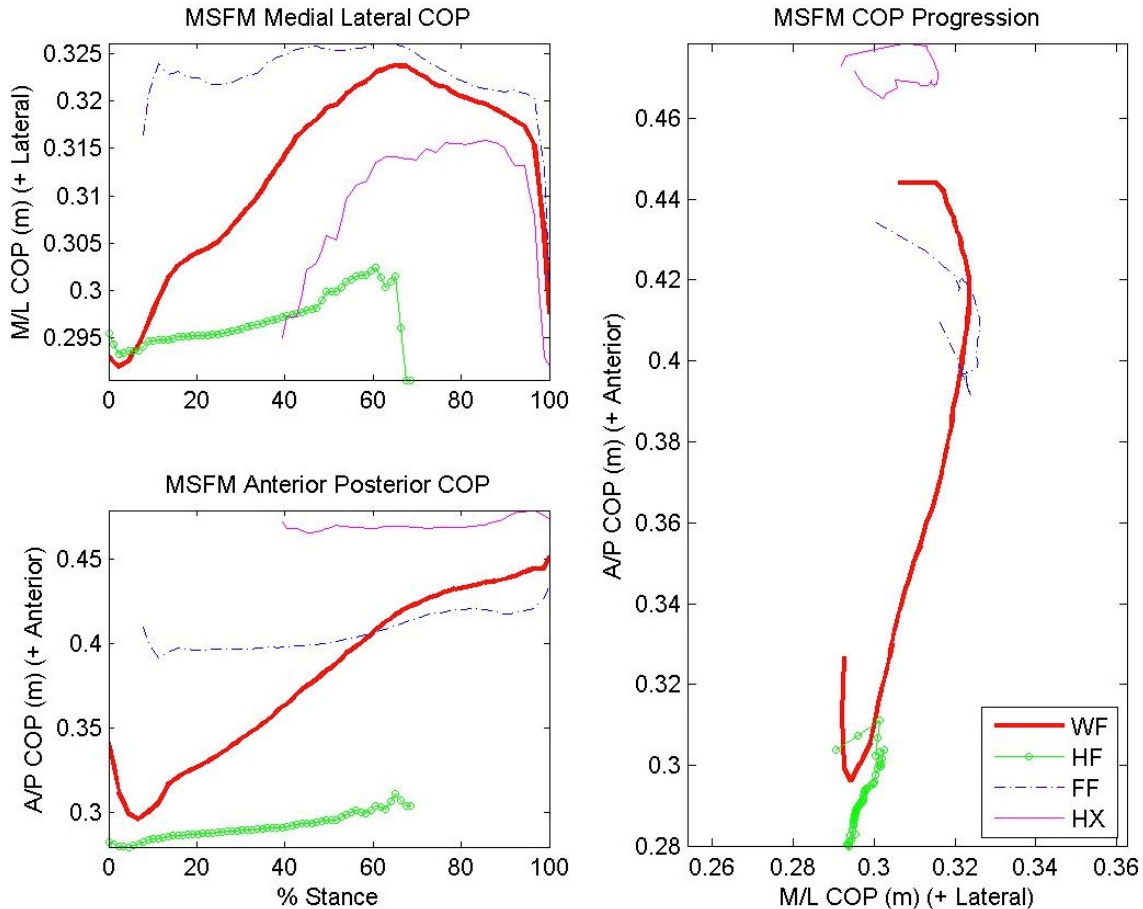 MSFM Medial Lateral COP
M/L COP (m) (+ Lateral)
0.325
0.32
0.315
0.31
0.305
0.3
0.295
0 20 40 60 80 100
MSFM Anterior Posterior COP
A/P COP (m) (+ Anterior)
0.45
0.4
0.35
0.3
0 20 40 60 80 100
% Stance
MSFM COP Progression
A/P COP (m) (+ Anterior)
0.46
0.44
0.42
0.4
0.38
0.36
0.34
0.32
0.3
0.28
0.26 0.28 0.3 0.32 0.34 0.36
M/L COP (m) (+ Lateral)
WF
HF
FF
HX